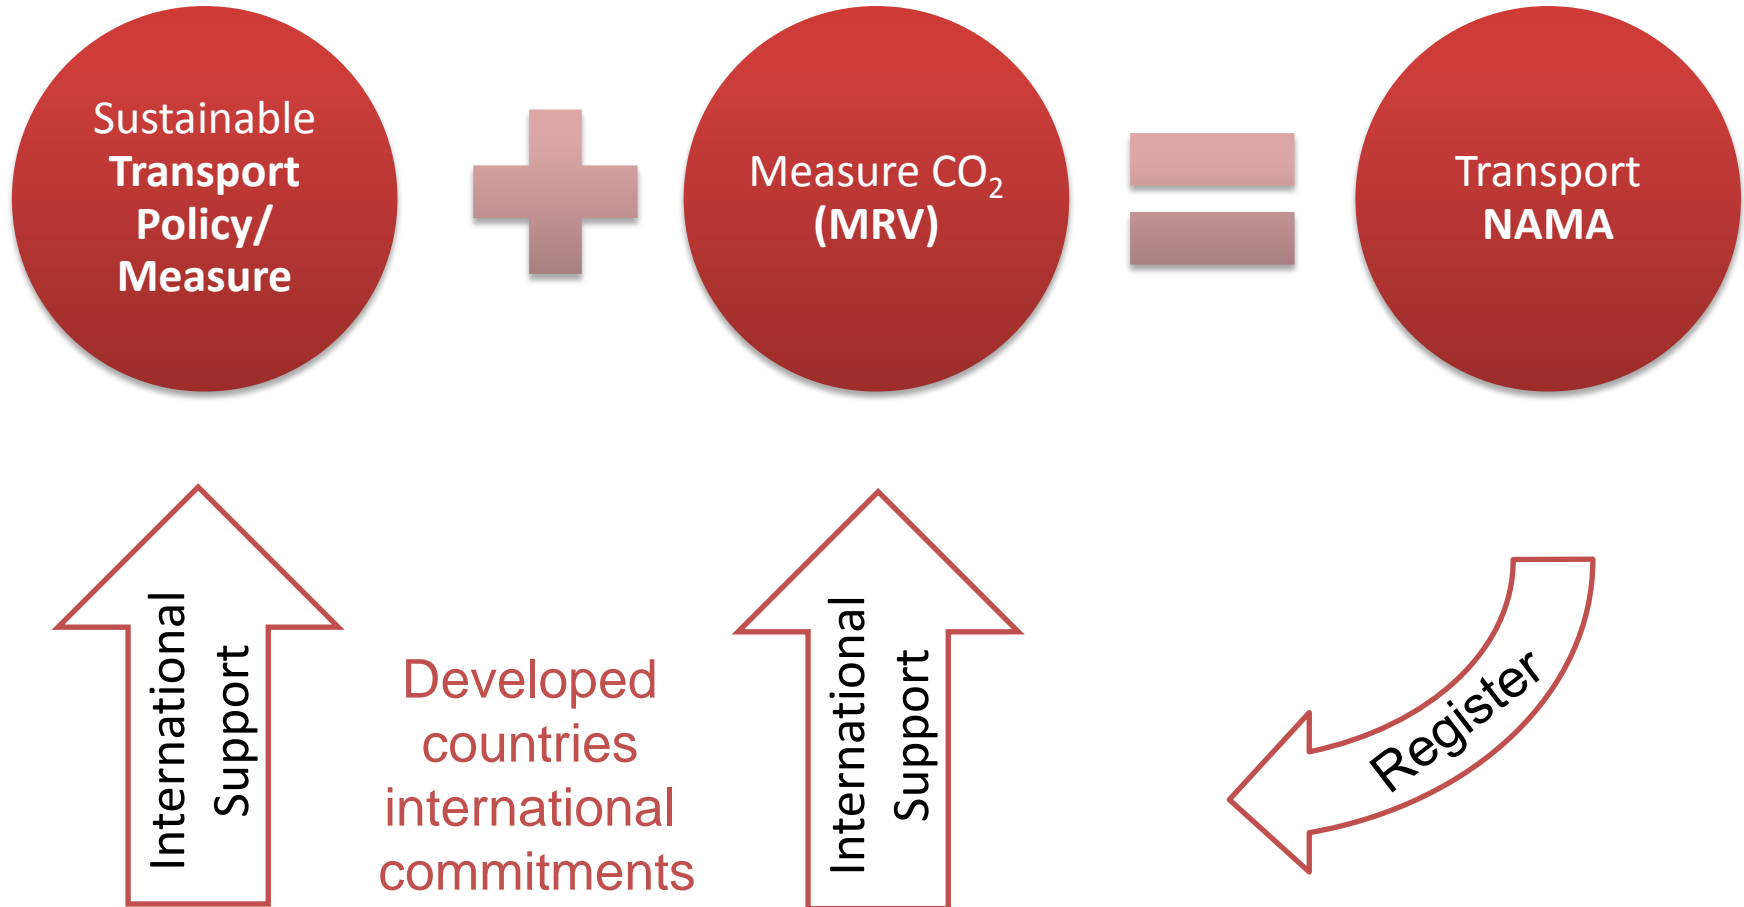 Sustainable
Transport
Policy/
Measure
Measure CO₂
(MRV)
Transport
NAMA
International
Support
Developed
countries
international
commitments
International
Support
Register